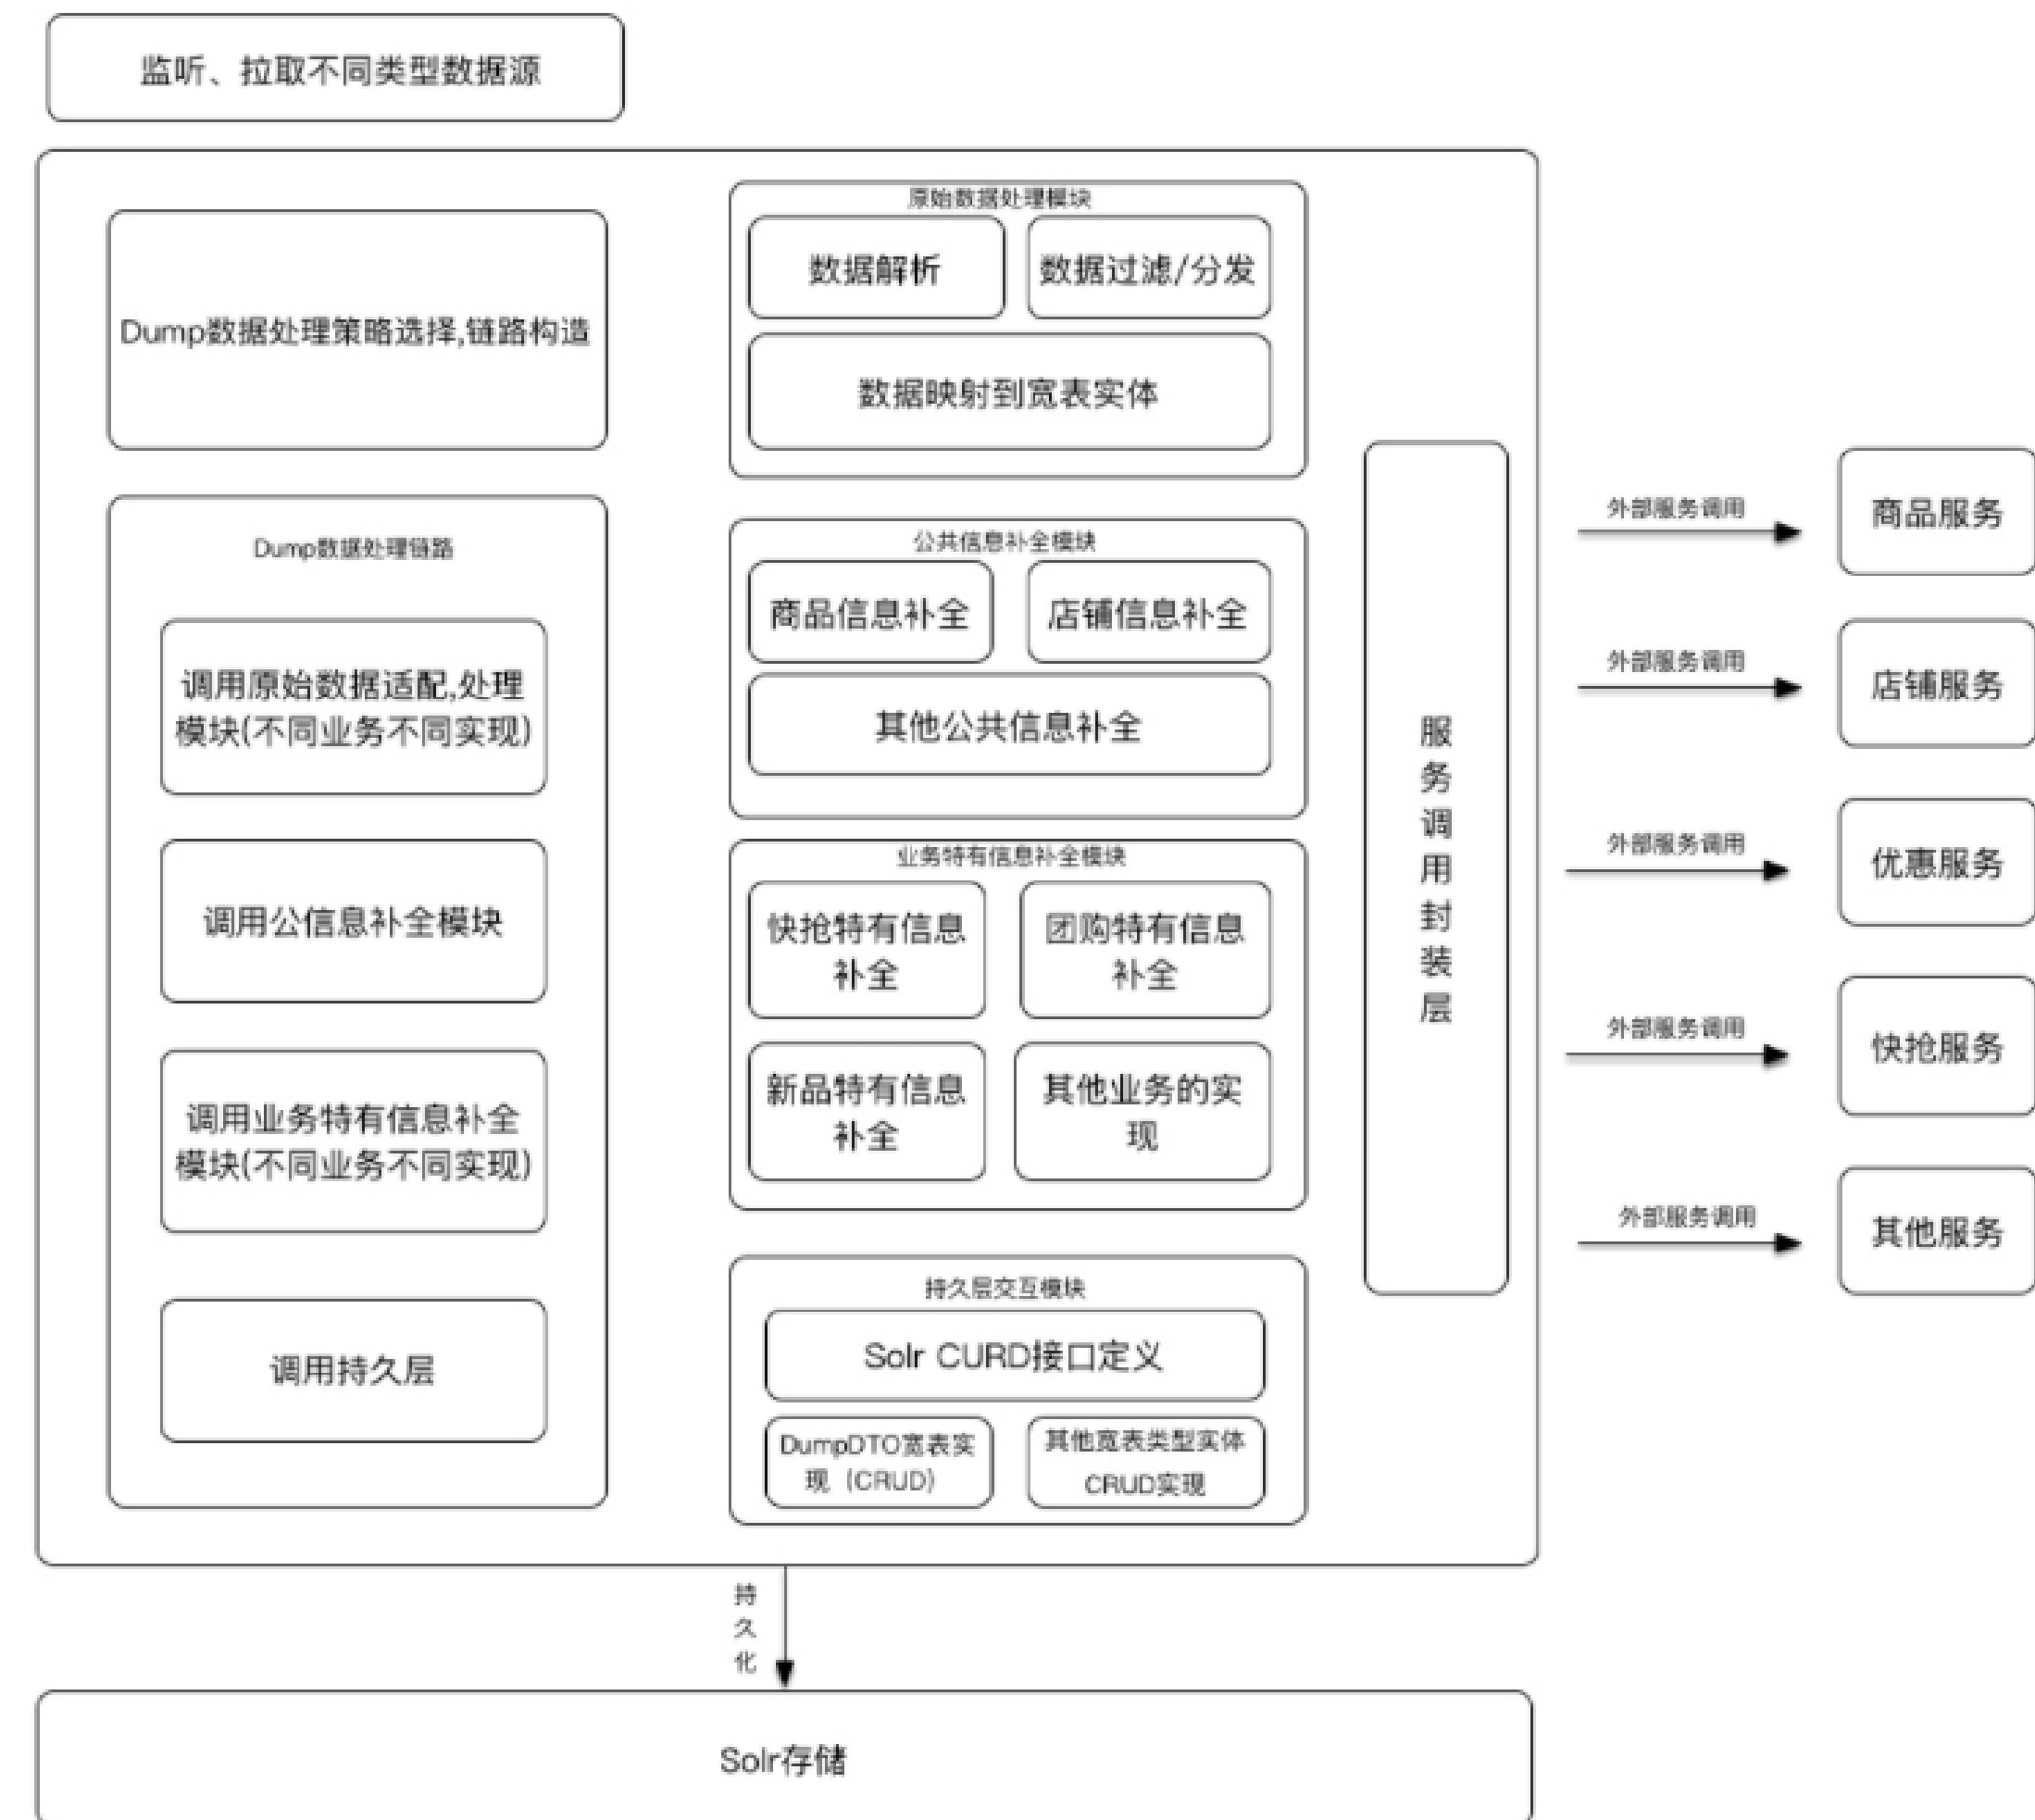 监听、拉取不同类型数据源
Dump数据处理策略选择,链路构造
Dump数据处理链路
调用原始数据适配,处理
模块(不同业务不同实现)
调用公信息补全模块
调用业务特有信息补全
模块(不同业务不同实现)
调用持久层
原始数据处理模块
数据解析
数据过滤/分发
数据映射到宽表实体
公共信息补全模块
商品信息补全
店铺信息补全
其他公共信息补全
业务特有信息补全模块
快抢特有信息
补全
团购特有信息
补全
新品特有信息
补全
其他业务的实
现
持久层交互模块
Solr CURD接口定义
DumpDTO宽表实
现（CRUD）
其他宽表类型实体
CRUD实现
服
务
调
用
封
装
层
外部服务调用
商品服务
外部服务调用
店铺服务
外部服务调用
优惠服务
外部服务调用
快抢服务
外部服务调用
其他服务
持
久
化
Solr存储